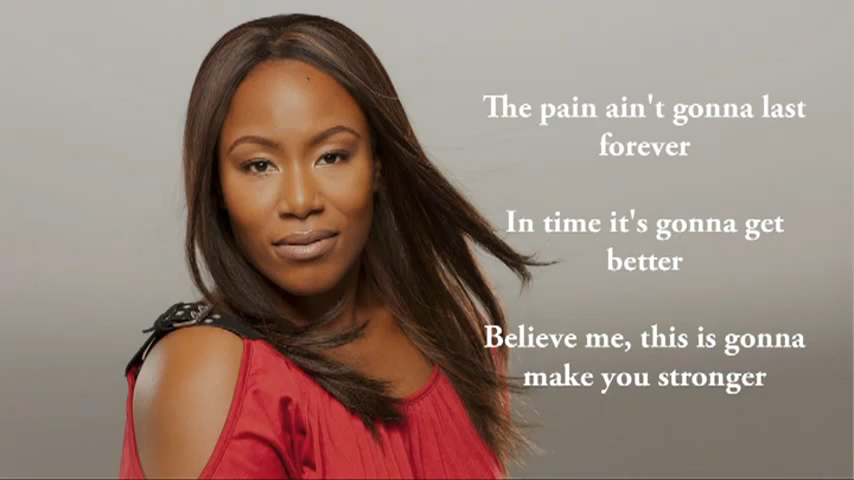 The pain ain't gonna last
forever
In time it's gonna get
better
Believe me, this is gonna
make you stronger